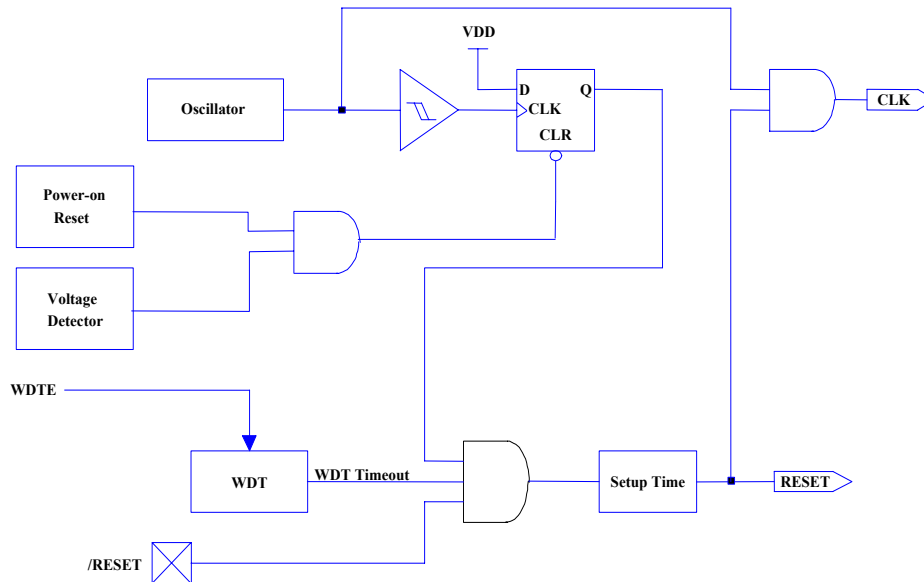 VDD
Oscillator
D
Q
CLK
CLR
CLK
Power-on
Reset
Voltage
Detector
WDTE
WDT
WDT Timeout
Setup Time
RESET
/RESET